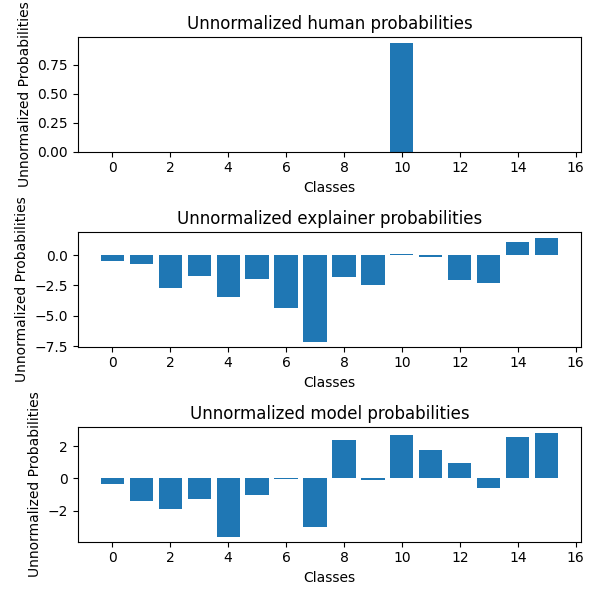 Unnormalized human probabilities
Unnormalized Probabilities
0.75
0.50
0.25
0.00
0 2 4 6 8 10 12 14 16
Classes
Unnormalized explainer probabilities
Unnormalized Probabilities
0.0
−2.5
−5.0
−7.5
0 2 4 6 8 10 12 14 16
Classes
Unnormalized model probabilities
Unnormalized Probabilities
2
0
−2
0 2 4 6 8 10 12 14 16
Classes